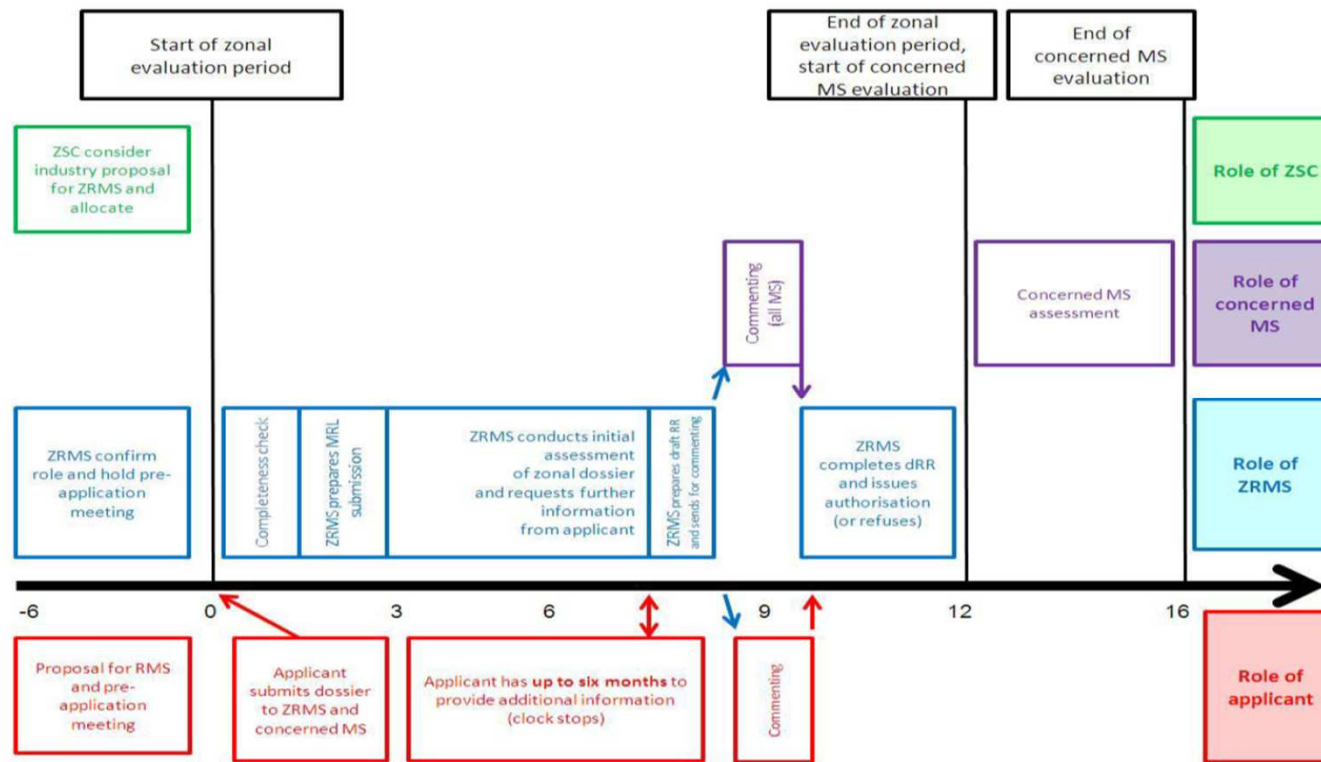 Start of zonal
evaluation period
End of zonal
evaluation period,
start of concerned
MS evaluation
End of
concerned MS
evaluation
ZSC consider
industry proposal
for ZRMS and
allocate
Role of ZSC
Commenting
(all MS)
Concerned MS
assessment
Role of
concerned
MS
ZRMS confirm
role and hold pre-
application
meeting
Completeness check
ZRMS prepares MRL
submission
ZRMS conducts initial
assessment
of zonal dossier
and requests further
information
from applicant
ZRMS prepares draft RR
and sends for commenting
ZRMS
completes dRR
and issues
authorisation
(or refuses)
Role of
ZRMS
-6 0 3 6 9 12 16
Proposal for RMS
and pre-
application
meeting
Applicant
submits dossier
to ZRMS and
concerned MS
Applicant has up to six months to
provide additional information
(clock stops)
Commenting
Role of
applicant